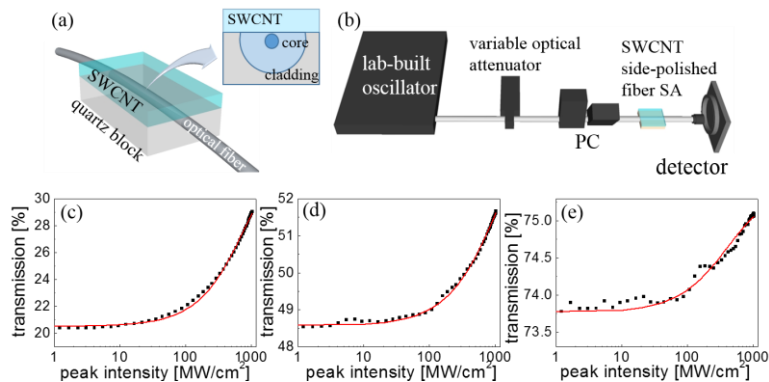 (a)
SWCNT
core
cladding
SWCNT
quartz block
optical fiber
(b)
lab-built
oscillator
variable optical
attenuator
SWCNT
side-polished
fiber SA
PC
detector
(c)
transmission [%]
30
28
26
24
22
20
18
1 10 100 1000
peak intensity [MW/cm²]
(d)
transmission [%]
52
51
50
49
48
1 10 100 1000
peak intensity [MW/cm²]
(e)
transmission [%]
75.0
74.5
74.0
73.5
1 10 100 1000
peak intensity [MW/cm²]